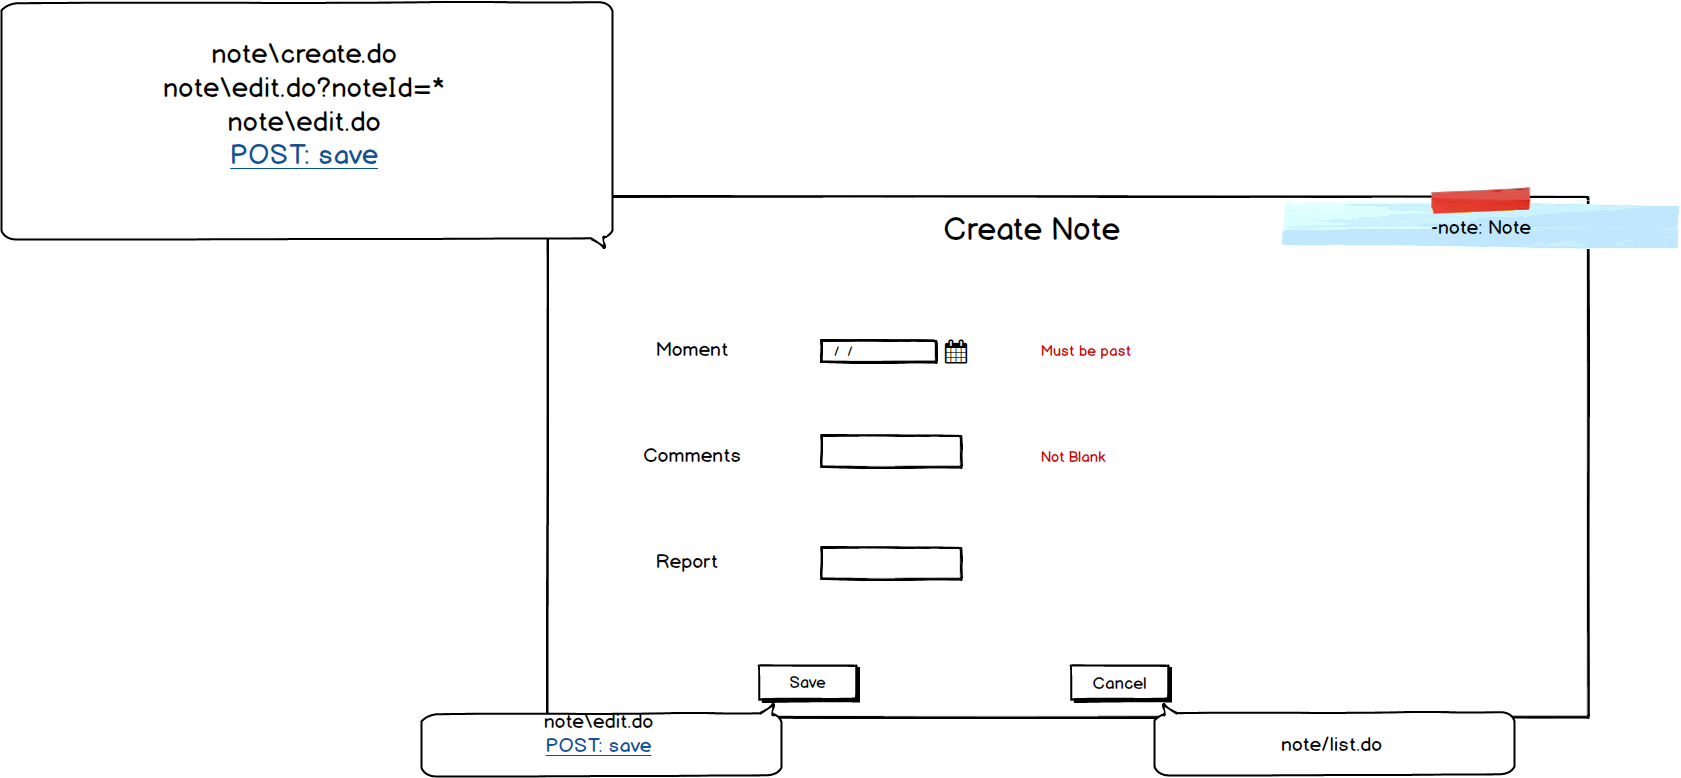 note\create.do
note\edit.do?noteId=*
note\edit.do
POST: save
Create Note
-note: Note
Moment
/ /
Must be past
Comments
Not Blank
Report
Save
Cancel
note\edit.do
POST: save
note/list.do